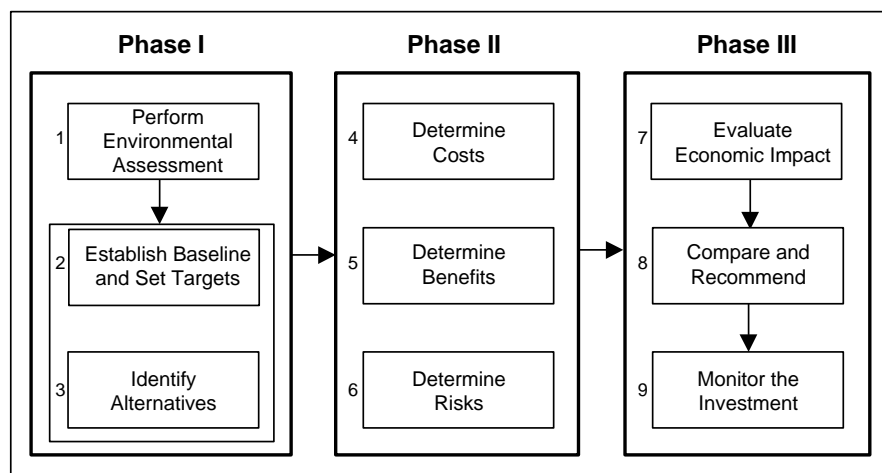 Phase I
1
Perform
Environmental
Assessment
2
Establish Baseline
and Set Targets
3
Identify
Alternatives
Phase II
4
Determine
Costs
5
Determine
Benefits
6
Determine
Risks
Phase III
7
Evaluate
Economic Impact
8
Compare and
Recommend
9
Monitor the
Investment